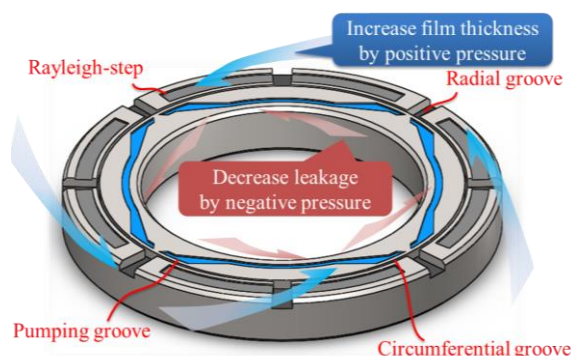 Increase film thickness
by positive pressure
Rayleigh-step
Radial groove
Decrease leakage
by negative pressure
Pumping groove
Circumferential groove